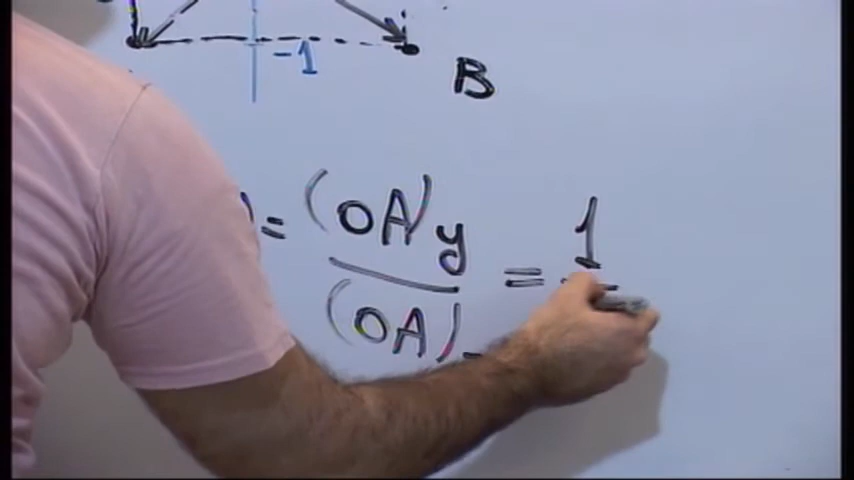 -1
B
= (OA)y / (OA) = 1